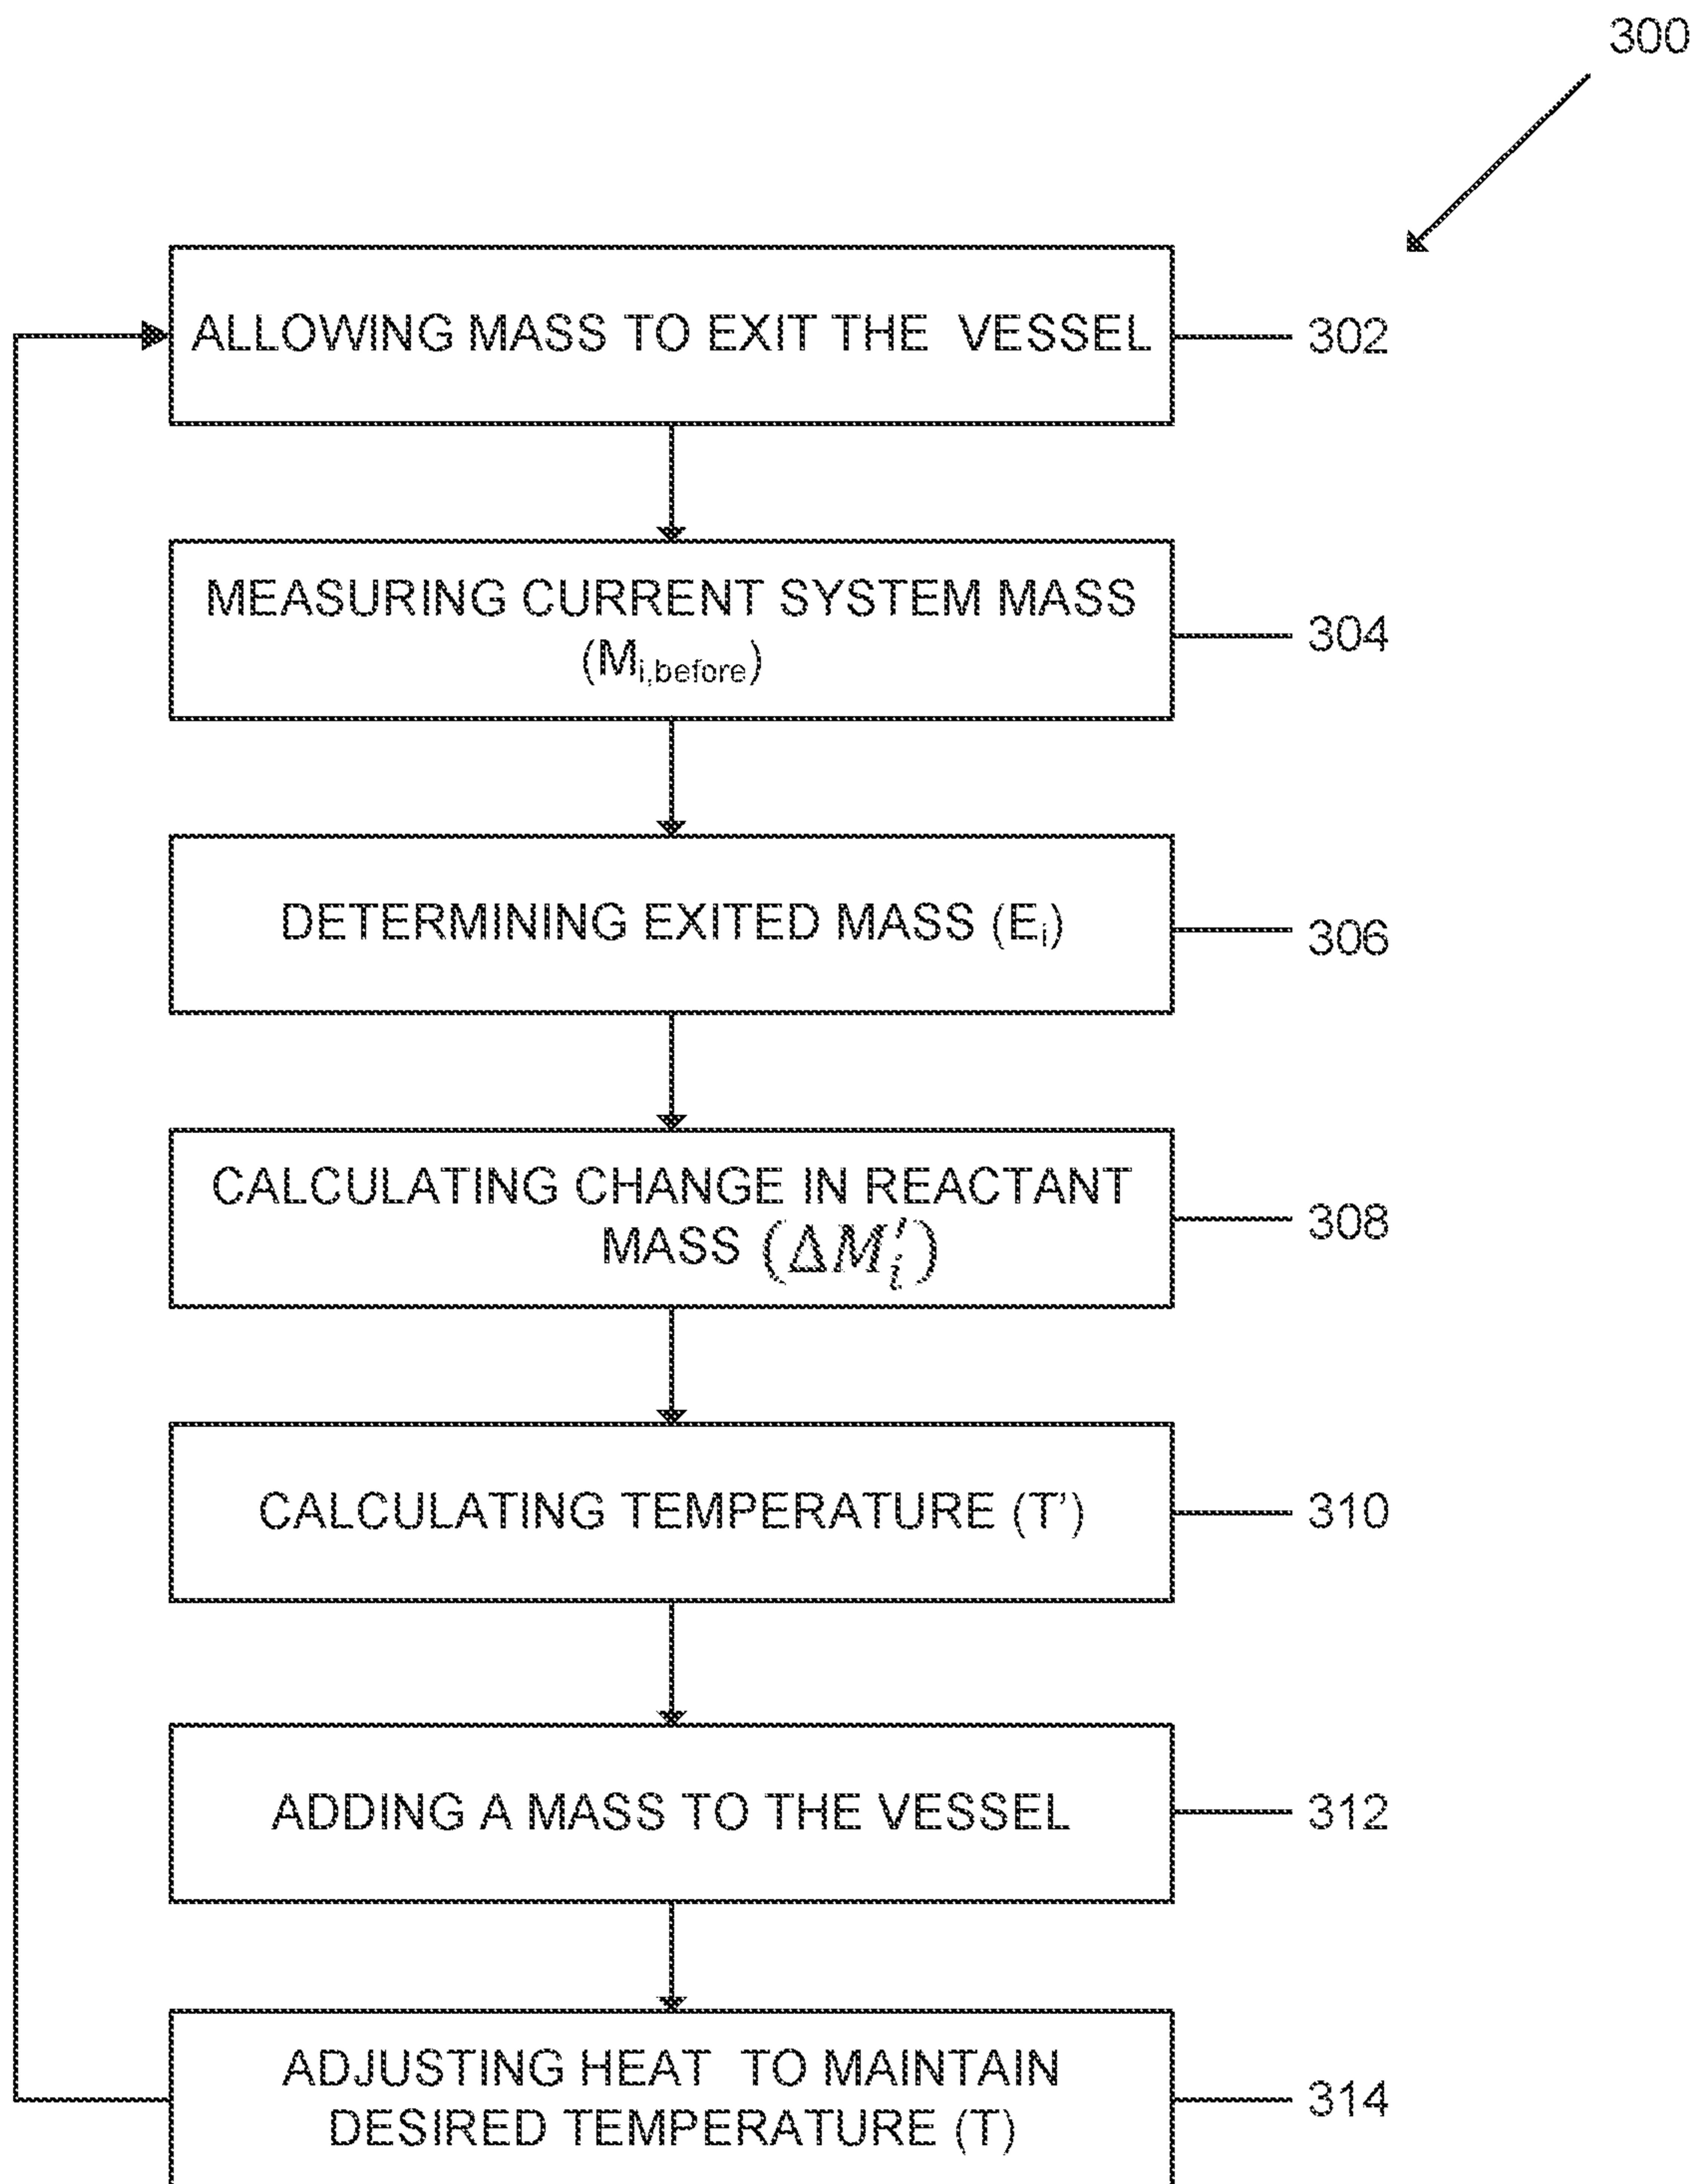 300
ALLOWING MASS TO EXIT THE VESSEL
302
MEASURING CURRENT SYSTEM MASS
(Mi,before)
304
DETERMINING EXITED MASS (Ei)
306
CALCULATING CHANGE IN REACTANT
MASS (ΔM′i)
308
CALCULATING TEMPERATURE (T’)
310
ADDING A MASS TO THE VESSEL
312
ADJUSTING HEAT TO MAINTAIN
DESIRED TEMPERATURE (T)
314